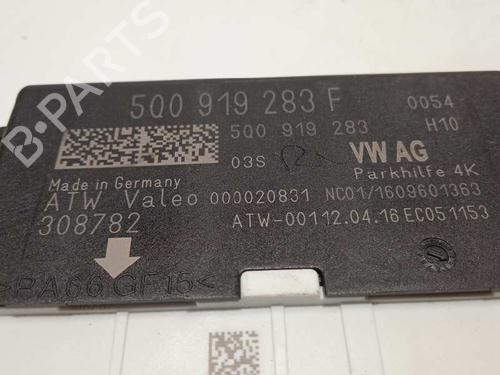 5Q0 919 283 F 0054
5Q0 919 283 H10
03S VW AG
Made in Germany Parkhilfe 4K
ATW Valeo 000020831 NC01/1609601363
308782 ATW-00112.04.16 EC051153
>PA66 GF15<
B-PARTS